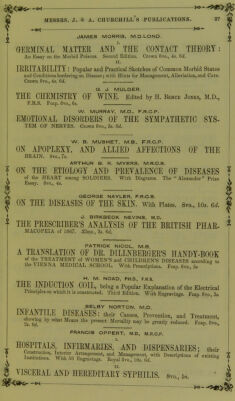 MESSRS. J. & A. CHURCHILL'S PUBLICATIONS. 37
JAMES MORRIS, M.D.LOND.
I.
GERMINAL MATTER AND THE CONTACT THEORY:
An Essay on the Morbid Poisons. Second Edition. Crown 8vo., 4s. 6d.
II.
IRRITABILITY: Popular and Practical Sketches of Common Morbid States
and Conditions bordering on Disease; with Hints for Management, Alleviation, and Cure.
Crown 8vo., 4s. 6d.
G. J. MULDER.
THE CHEMISTRY OF WINE. Edited by H. BENCE JONES, M.D.,
F.R.S. Fcap. 8vo., 6s.
W. MURRAY, M.D., F.R.C.P.
EMOTIONAL DISORDERS OF THE SYMPATHETIC SYS-
TEM OF NERVES. Crown 8vo., 3s. 6d.
W. B. MUSHET, M.B., F.R.C.P.
ON APOPLEXY, AND ALLIED AFFECTIONS OF THE
BRAIN. 8vo., 7s.
ARTHUR B. R. MYERS, M.R.C.S.
ON THE ETIOLOGY AND PREVALENCE OF DISEASES
of the HEART among SOLDIERS. With Diagrams. The "Alexander" Prize
Essay. 8vo., 4s.
GEORGE NAYLER, F.R.C.S.
ON THE DISEASES OF THE SKIN. With Plates. 8vo., 10s. 6d.
J. BIRKBECK NEVINS, M.D.
THE PRESCRIBER'S ANALYSIS OF THE BRITISH PHAR-
MACOPEIA of 1867. 32mo., 3s. 6d.
PATRICK NICOL, M.B.
A TRANSLATION OF DR. DILLNBERGER'S HANDY-BOOK
of the TREATMENT of WOMEN'S and CHILDREN'S DISEASES according to
the VIENNA MEDICAL SCHOOL. With Prescriptions. Fcap. 8vo., 5s
H. M. NOAD, PH.D., F.R.S.
THE INDUCTION COIL, being a Popular Explanation of the Electrical
Principles on which it is constructed. Third Edition. With Engravings. Fcap. 8vo., 3s
SELBY NORTON, M.D.
INFANTILE DISEASES: their Causes, Prevention, and Treatment,
showing by what Means the present Mortality may be greatly reduced. Fcap. 8vo.,
2s. 6d.
FRANCIS OPPERT, M.D., M.R.C.P.
I.
HOSPITALS, INFIRMARIES, AND DISPENSARIES; their
Construction, Interior Arrangement, and Management, with Descriptions of existing
Institutions. With 58 Engravings. Royal 8vo., 10s. 6d.
II.
VISCERAL AND HEREDITARY SYPHILIS. 8vo., 5s.